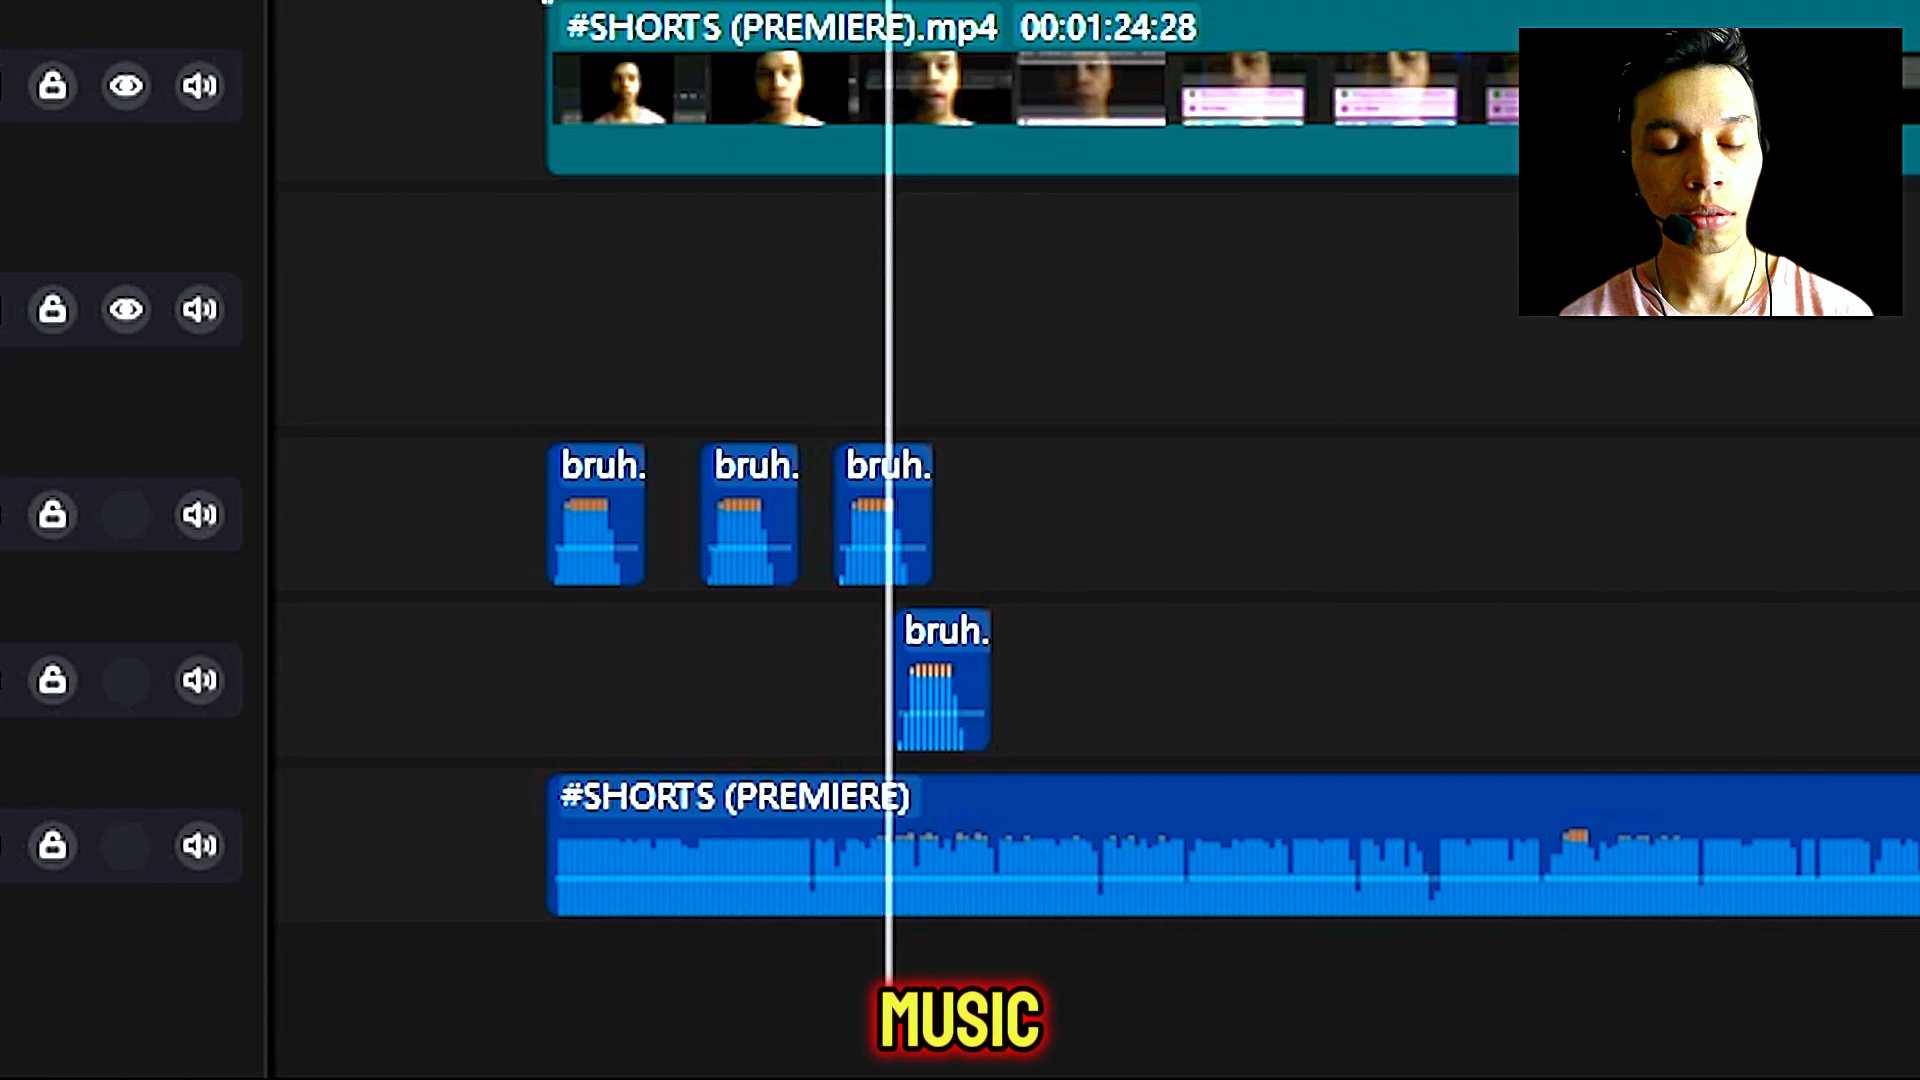 #SHORTS (PREMIERE).mp4 00:01:24:28
bruh.
bruh.
bruh.
bruh.
#SHORTS (PREMIERE)
MUSIC